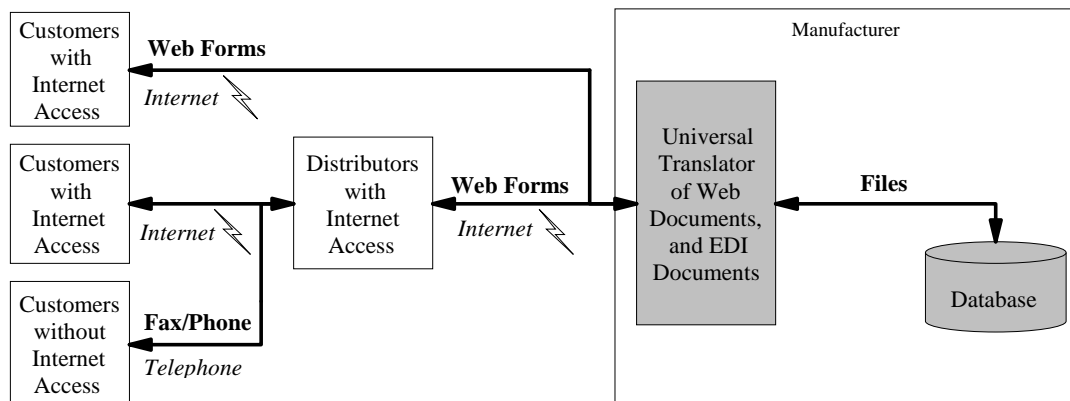 Customers
with
Internet
Access
Web Forms
Internet
Manufacturer
Customers
with
Internet
Access
Internet
Distributors
with
Internet
Access
Web Forms
Internet
Universal
Translator
of Web
Documents,
and EDI
Documents
Files
Database
Customers
without
Internet
Access
Fax/Phone
Telephone